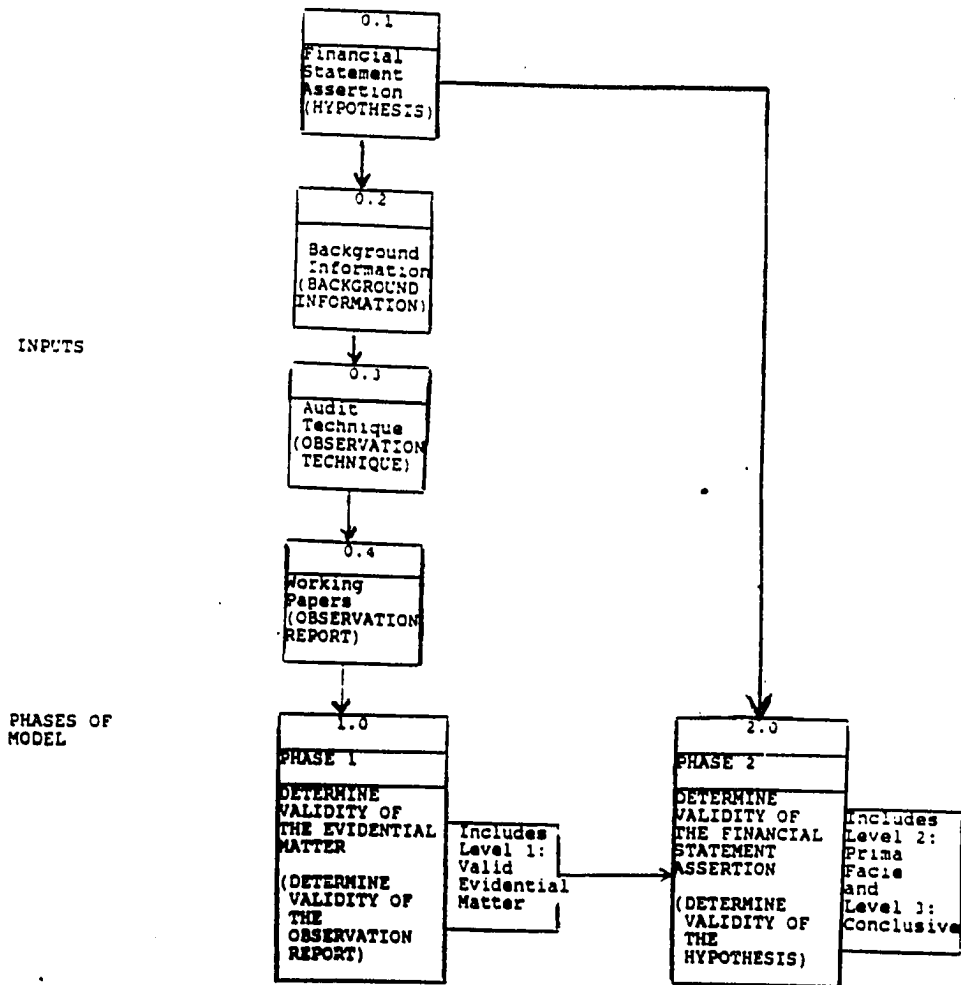 0.1
Financial
Statement
Assertion
(HYPOTHESIS)
0.2
Background
Information
(BACKGROUND
INFORMATION)
INPUTS
0.3
Audit
Technique
(OBSERVATION
TECHNIQUE)
0.4
Working
Papers
(OBSERVATION
REPORT)
PHASES OF
MODEL
1.0
PHASE 1
DETERMINE
VALIDITY OF
THE EVIDENTIAL
MATTER
(DETERMINE
VALIDITY OF
THE
OBSERVATION
REPORT)
Includes
Level 1:
Valid
Evidential
Matter
2.0
PHASE 2
DETERMINE
VALIDITY OF
THE FINANCIAL
STATEMENT
ASSERTION
(DETERMINE
VALIDITY OF
THE
HYPOTHESIS)
Includes
Level 2:
Prima
Facie
and
Level 3:
Conclusive